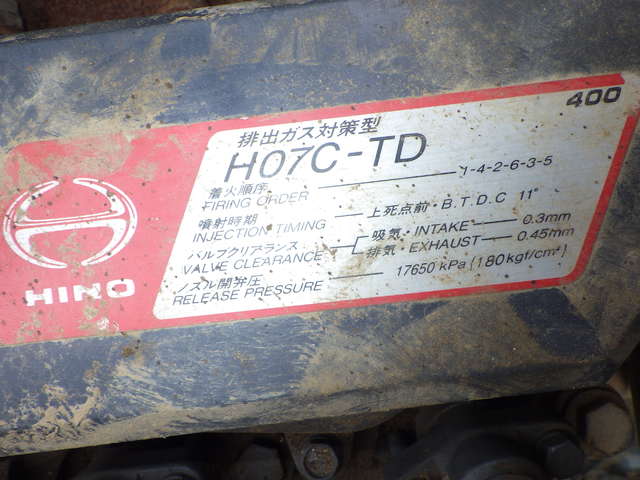 400
排出ガス対策型
H07C-TD
着火順序
FIRING ORDER 1-4-2-6-3-5
噴射時期
INJECTION TIMING 上死点前・B.T.D.C 11°
バルブクリアランス 吸気・INTAKE 0.3mm
VALVE CLEARANCE 排気・EXHAUST 0.45mm
ノズル開弁圧
RELEASE PRESSURE 17650 kPa {180kgf/cm²}
HINO